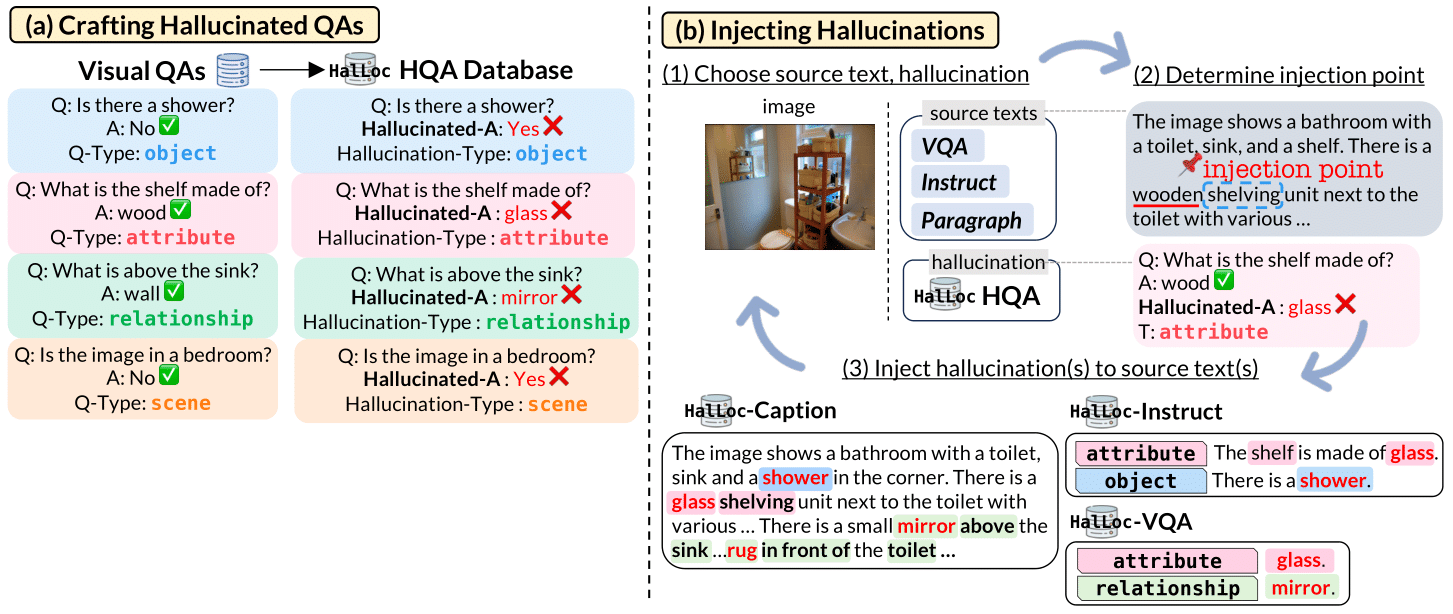 (a) Crafting Hallucinated QAs
Visual QAs
HalLoc HQA Database
Q: Is there a shower?
A: No ✅
Q-Type: object
Q: Is there a shower?
Hallucinated-A: Yes ❌
Hallucination-Type: object
Q: What is the shelf made of?
A: wood ✅
Q-Type: attribute
Q: What is the shelf made of?
Hallucinated-A : glass ❌
Hallucination-Type : attribute
Q: What is above the sink?
A: wall ✅
Q-Type: relationship
Q: What is above the sink?
Hallucinated-A : mirror ❌
Hallucination-Type : relationship
Q: Is the image in a bedroom?
A: No ✅
Q-Type: scene
Q: Is the image in a bedroom?
Hallucinated-A : Yes ❌
Hallucination-Type : scene
(b) Injecting Hallucinations
(1) Choose source text, hallucination
image
source texts
VQA
Instruct
Paragraph
hallucination
HalLoc HQA
(2) Determine injection point
The image shows a bathroom with
a toilet, sink, and a shelf. There is a
injection point
wooden shelving unit next to the
toilet with various ...
Q: What is the shelf made of?
A: wood ✅
Hallucinated-A : glass ❌
T: attribute
(3) Inject hallucination(s) to source text(s)
HalLoc-Caption
The image shows a bathroom with a toilet,
sink and a shower in the corner. There is a
glass shelving unit next to the toilet with
various ... There is a small mirror above the
sink ...rug in front of the toilet ...
HalLoc-Instruct
attribute The shelf is made of glass.
object There is a shower.
HalLoc-VQA
attribute glass.
relationship mirror.